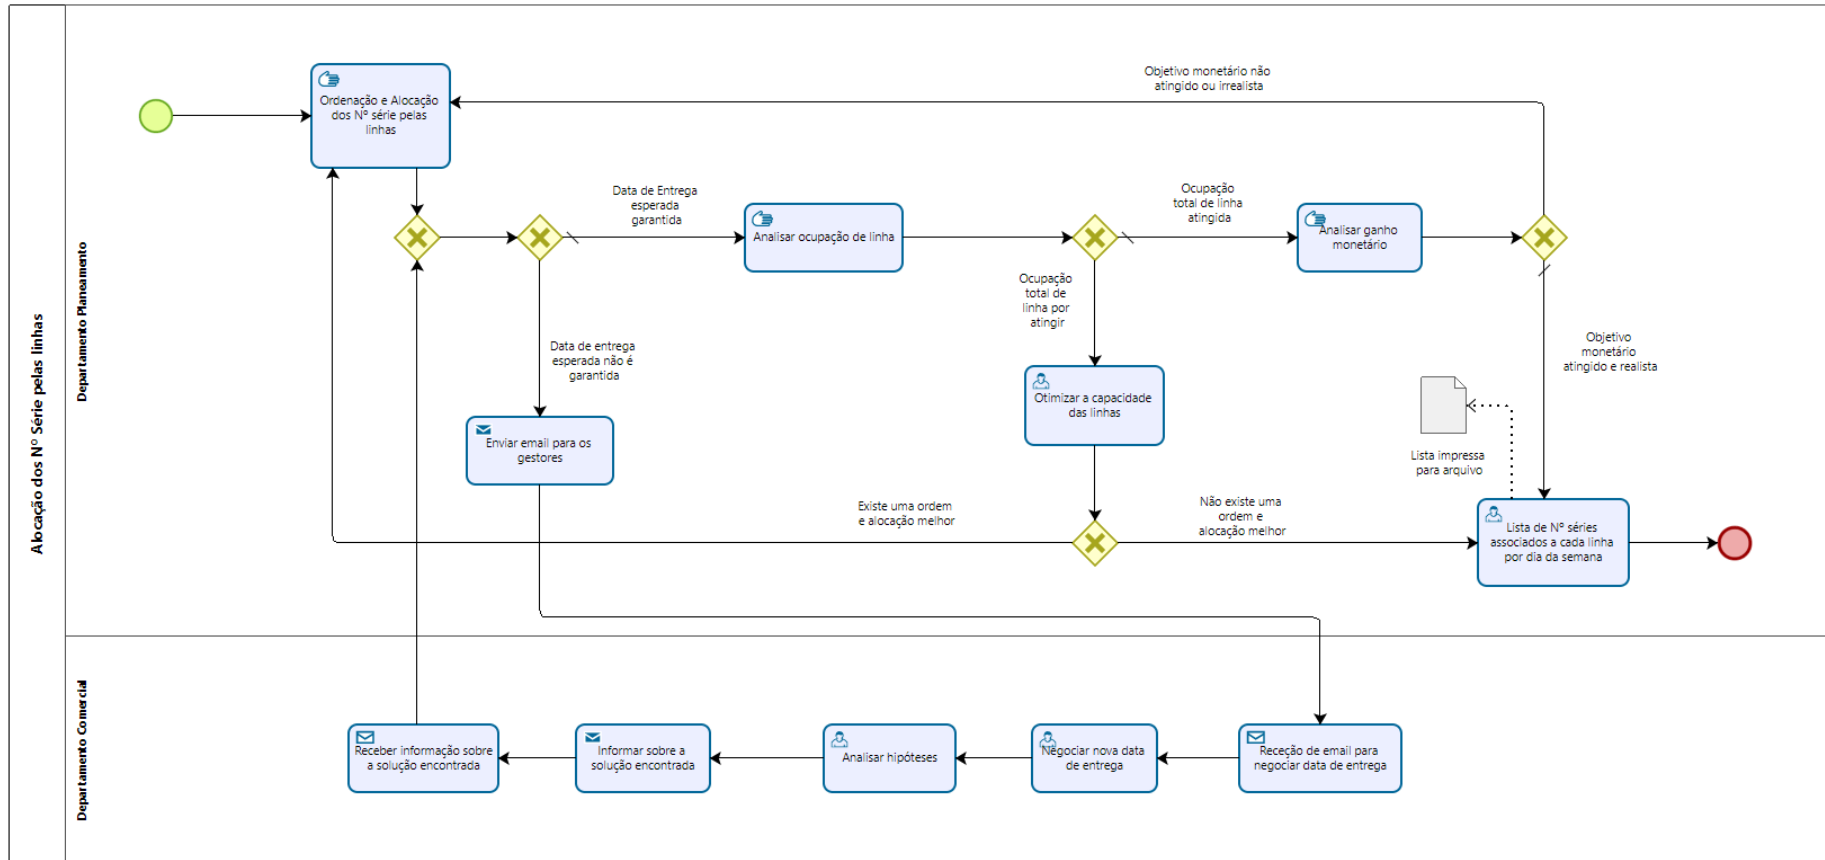 Alocação dos Nº Série pelas linhas
Departamento Planeamento
Ordenação e Alocação
dos Nº série pelas
linhas
Objetivo monetário não
atingido ou irrealista
Data de Entrega
esperada
garantida
Analisar ocupação de linha
Ocupação
total de linha
atingida
Analisar ganho
monetário
Ocupação
total de
linha por
atingir
Data de entrega
esperada não é
garantida
Objetivo
monetário
atingido e realista
Otimizar a capacidade
das linhas
Enviar email para os
gestores
Lista impressa
para arquivo
Existe uma ordem
e alocação melhor
Não existe uma
ordem e
alocação melhor
Lista de Nº séries
associados a cada linha
por dia da semana
Departamento Comercial
Receber informação sobre
a solução encontrada
Informar sobre a
solução encontrada
Analisar hipóteses
Negociar nova data
de entrega
Receção de email para
negociar data de entrega